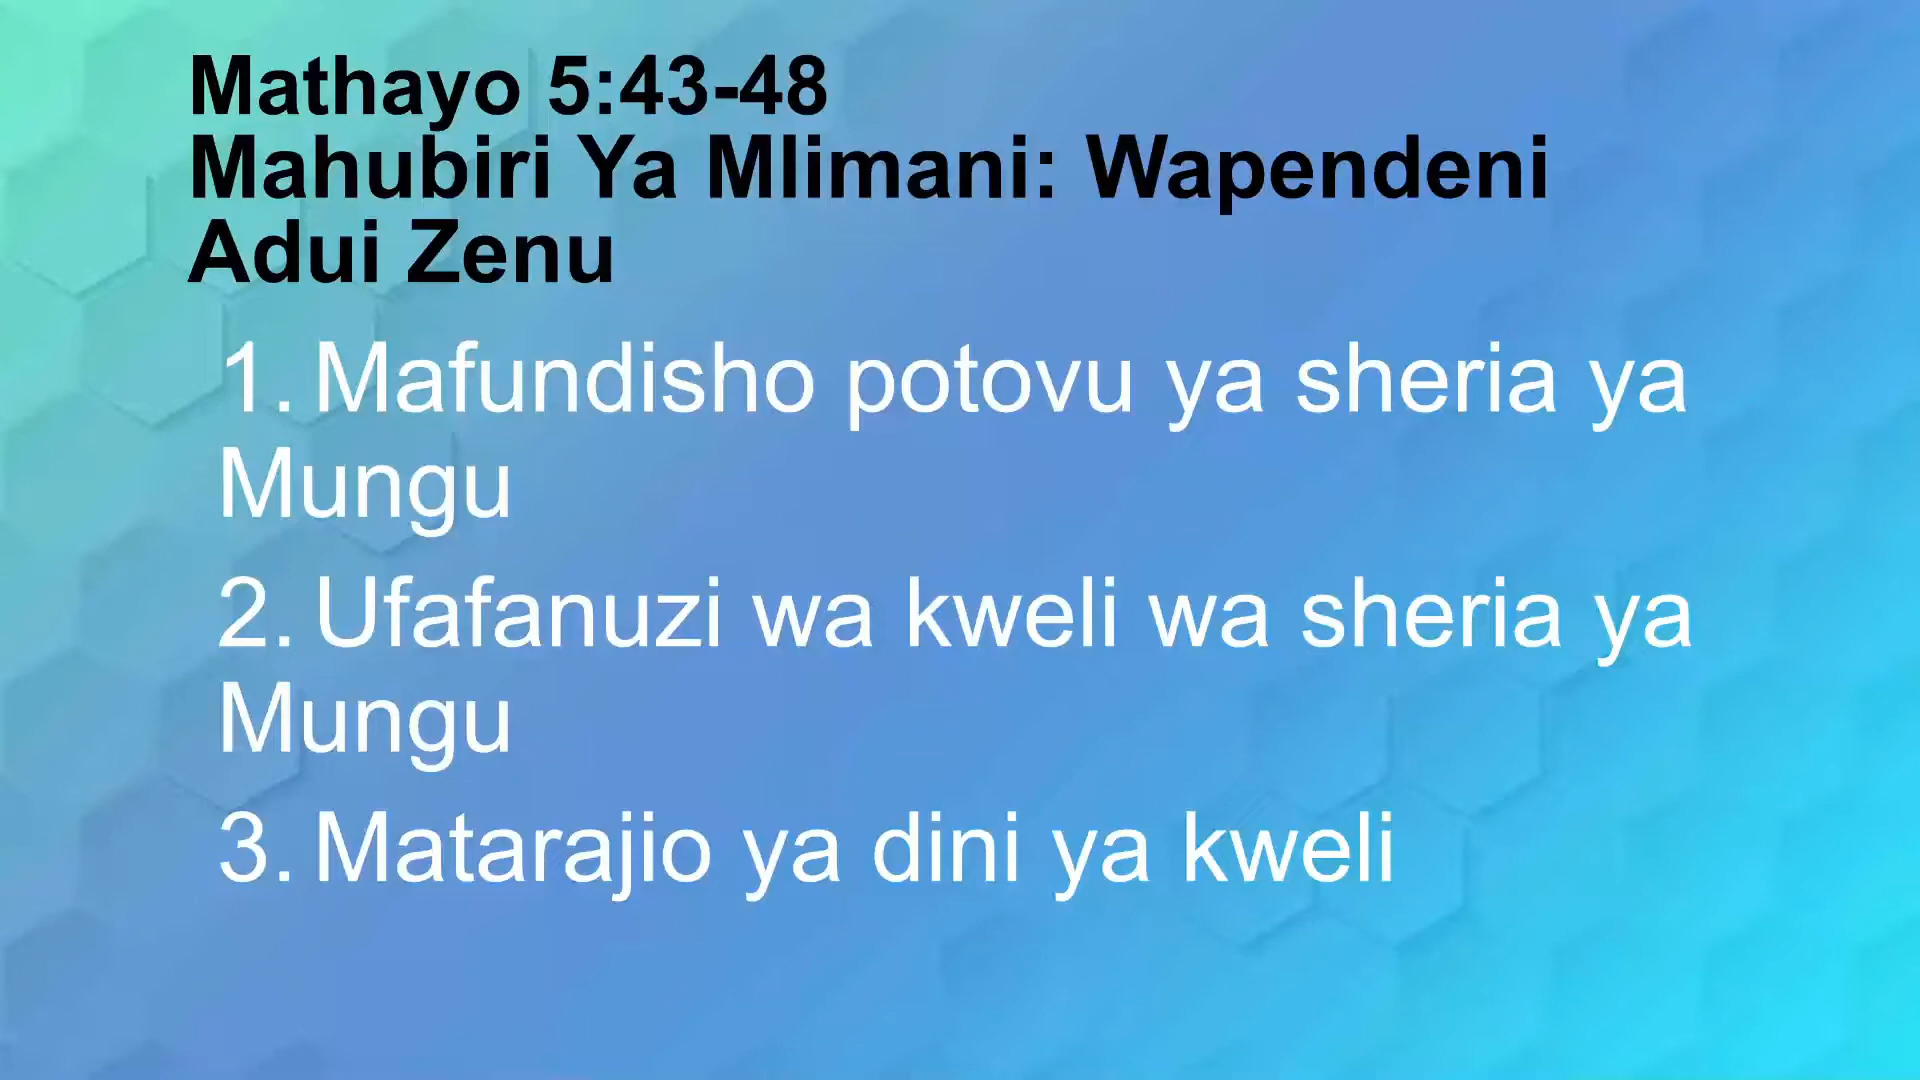 Mathayo 5:43-48
Mahubiri Ya Mlimani: Wapendeni
Adui Zenu
1. Mafundisho potovu ya sheria ya
Mungu
2. Ufafanuzi wa kweli wa sheria ya
Mungu
3. Matarajio ya dini ya kweli